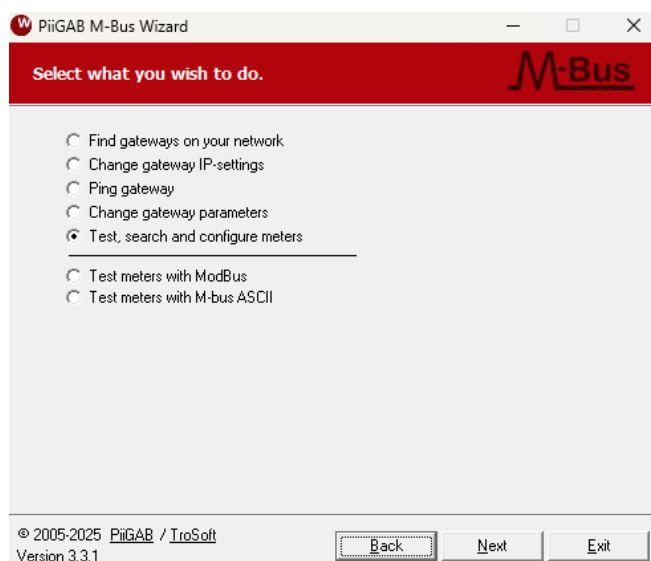 W PiiGAB M-Bus Wizard
Select what you wish to do.
M-Bus
Find gateways on your network
Change gateway IP-settings
Ping gateway
Change gateway parameters
Test, search and configure meters
Test meters with ModBus
Test meters with M-bus ASCII
© 2005-2025 PiiGAB / TroSoft
Version 3.3.1
Back Next Exit